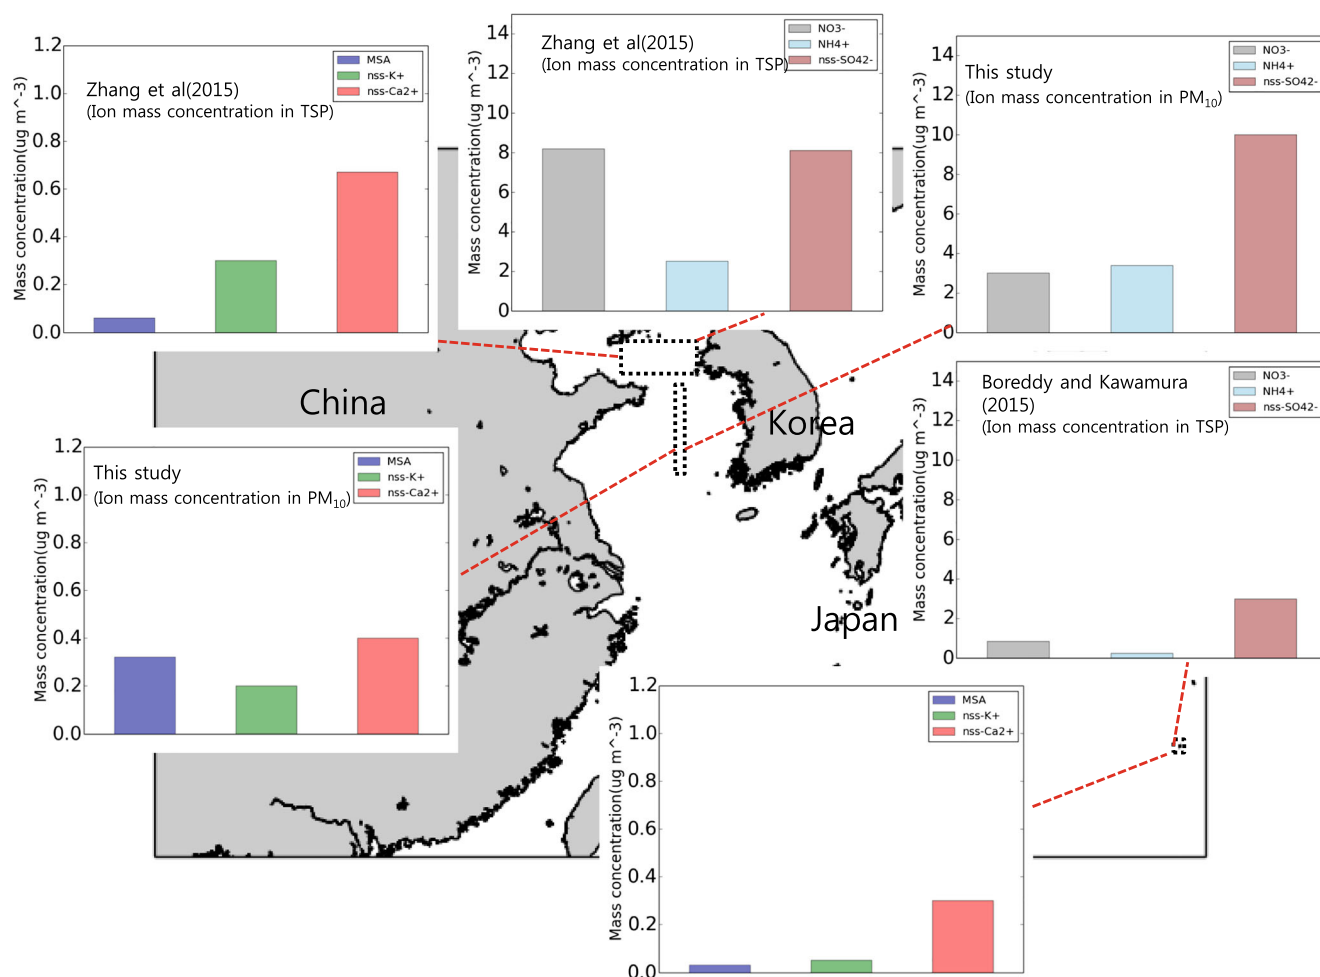 Mass concentration(ug m^-3)
1.2
1.0
0.8
0.6
0.4
0.2
0.0
Zhang et al(2015)
(Ion mass concentration in TSP)
MSA
nss-K+
nss-Ca2+
Mass concentration(ug m^-3)
14
12
10
8
6
4
2
0
Zhang et al(2015)
(Ion mass concentration in TSP)
NO3-
NH4+
nss-SO42-
Mass concentration(ug m^-3)
14
12
10
8
6
4
2
0
This study
(Ion mass concentration in PM10)
NO3-
NH4+
nss-SO42-
China
Korea
Japan
Mass concentration(ug m^-3)
1.2
1.0
0.8
0.6
0.4
0.2
0.0
This study
(Ion mass concentration in PM10)
MSA
nss-K+
nss-Ca2+
Mass concentration(ug m^-3)
14
12
10
8
6
4
2
0
Boreddy and Kawamura
(2015)
(Ion mass concentration in TSP)
NO3-
NH4+
nss-SO42-
Mass concentration(ug m^-3)
1.2
1.0
0.8
0.6
0.4
0.2
0.0
MSA
nss-K+
nss-Ca2+